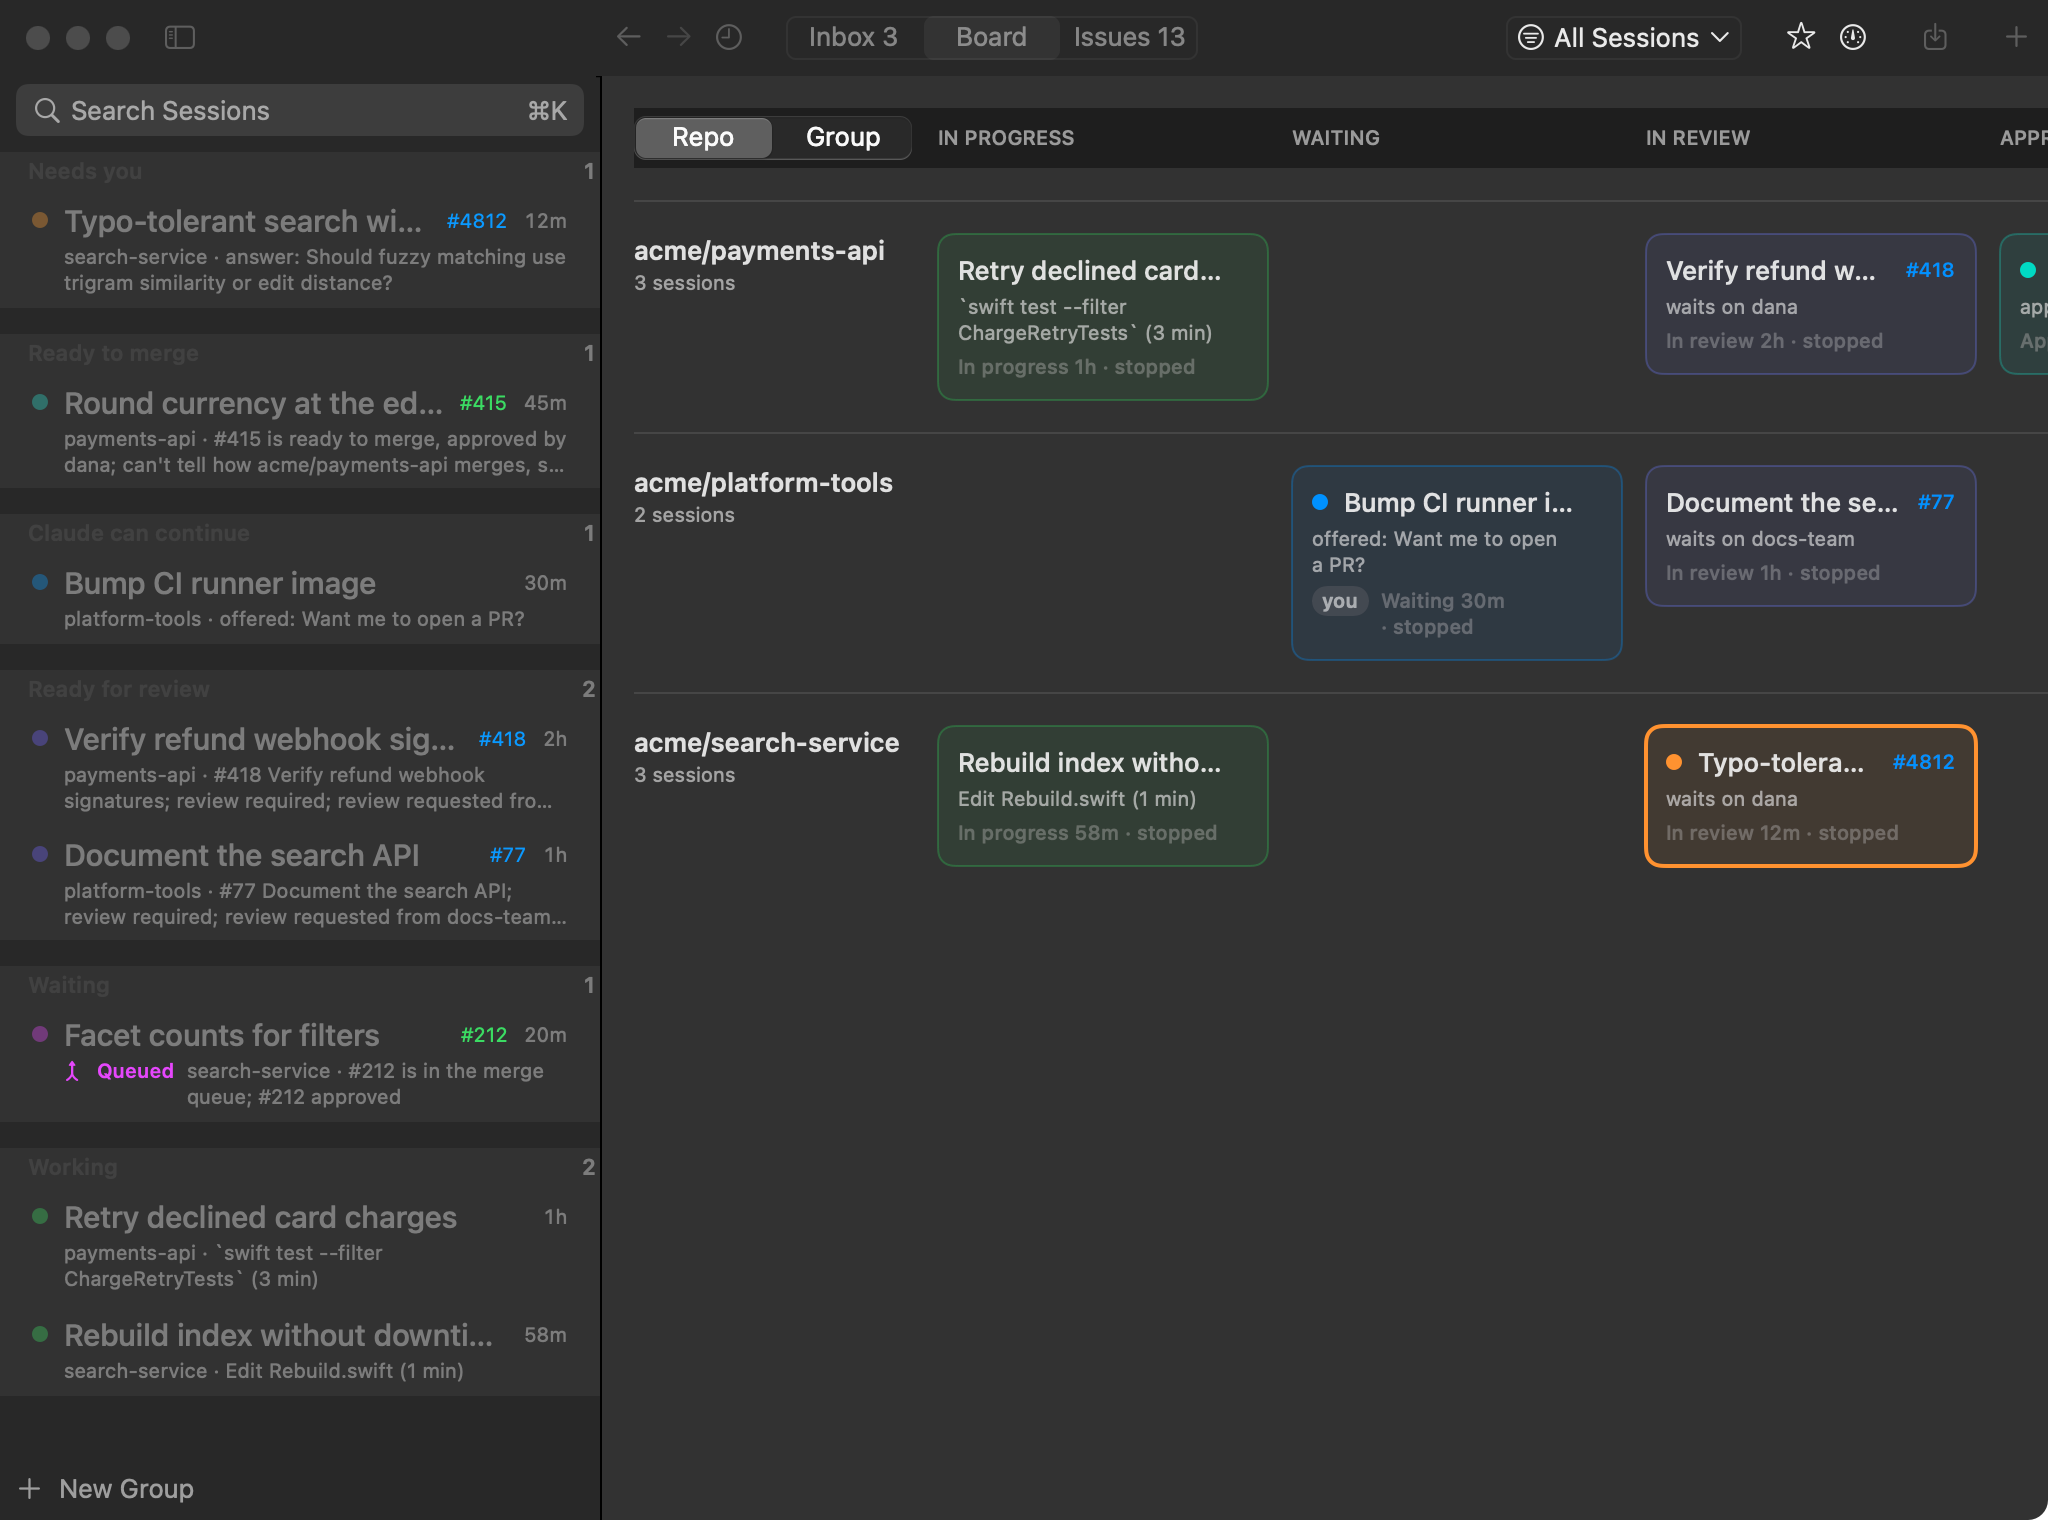 Inbox 3
Board
Issues 13
All Sessions
Search Sessions
⌘K
Needs you
1
Typo-tolerant search wi...
#4812
12m
search-service · answer: Should fuzzy matching use
trigram similarity or edit distance?
Ready to merge
1
Round currency at the ed...
#415
45m
payments-api · #415 is ready to merge, approved by
dana; can't tell how acme/payments-api merges, s...
Claude can continue
1
Bump CI runner image
30m
platform-tools · offered: Want me to open a PR?
Ready for review
2
Verify refund webhook sig...
#418
2h
payments-api · #418 Verify refund webhook
signatures; review required; review requested fro...
Document the search API
#77
1h
platform-tools · #77 Document the search API;
review required; review requested from docs-team...
Waiting
1
Facet counts for filters
#212
20m
Queued
search-service · #212 is in the merge
queue; #212 approved
Working
2
Retry declined card charges
1h
payments-api · `swift test --filter
ChargeRetryTests` (3 min)
Rebuild index without downti...
58m
search-service · Edit Rebuild.swift (1 min)
New Group
Repo
Group
IN PROGRESS
WAITING
IN REVIEW
APPR
acme/payments-api
3 sessions
Retry declined card...
`swift test --filter
ChargeRetryTests` (3 min)
In progress 1h · stopped
Verify refund w...
#418
waits on dana
In review 2h · stopped
app
Ap
acme/platform-tools
2 sessions
Bump CI runner i...
offered: Want me to open
a PR?
you
Waiting 30m
· stopped
Document the se...
#77
waits on docs-team
In review 1h · stopped
acme/search-service
3 sessions
Rebuild index witho...
Edit Rebuild.swift (1 min)
In progress 58m · stopped
Typo-tolera...
#4812
waits on dana
In review 12m · stopped